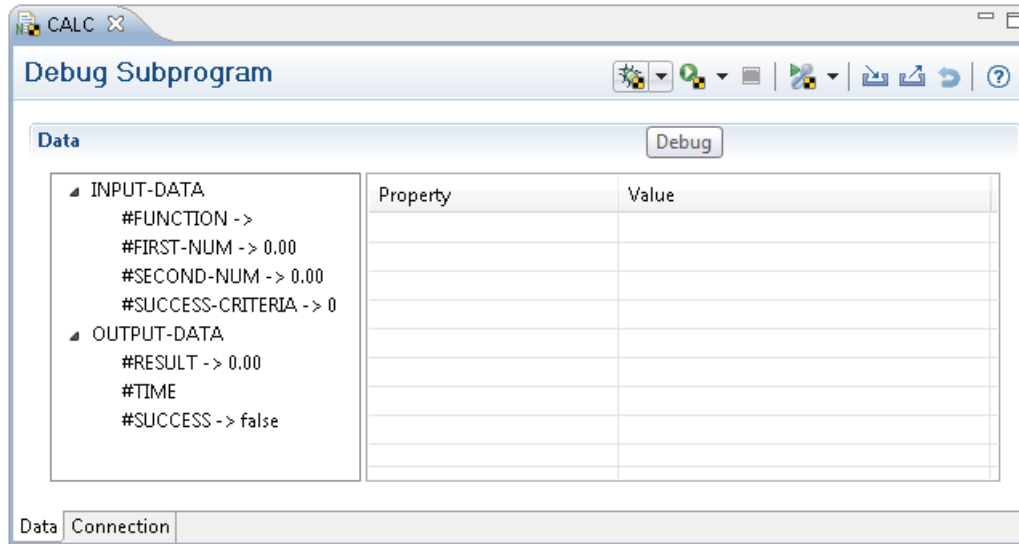 CALC
Debug Subprogram
Data
Debug
INPUT-DATA
#FUNCTION ->
#FIRST-NUM -> 0.00
#SECOND-NUM -> 0.00
#SUCCESS-CRITERIA -> 0
OUTPUT-DATA
#RESULT -> 0.00
#TIME
#SUCCESS -> false
Property Value
Data Connection